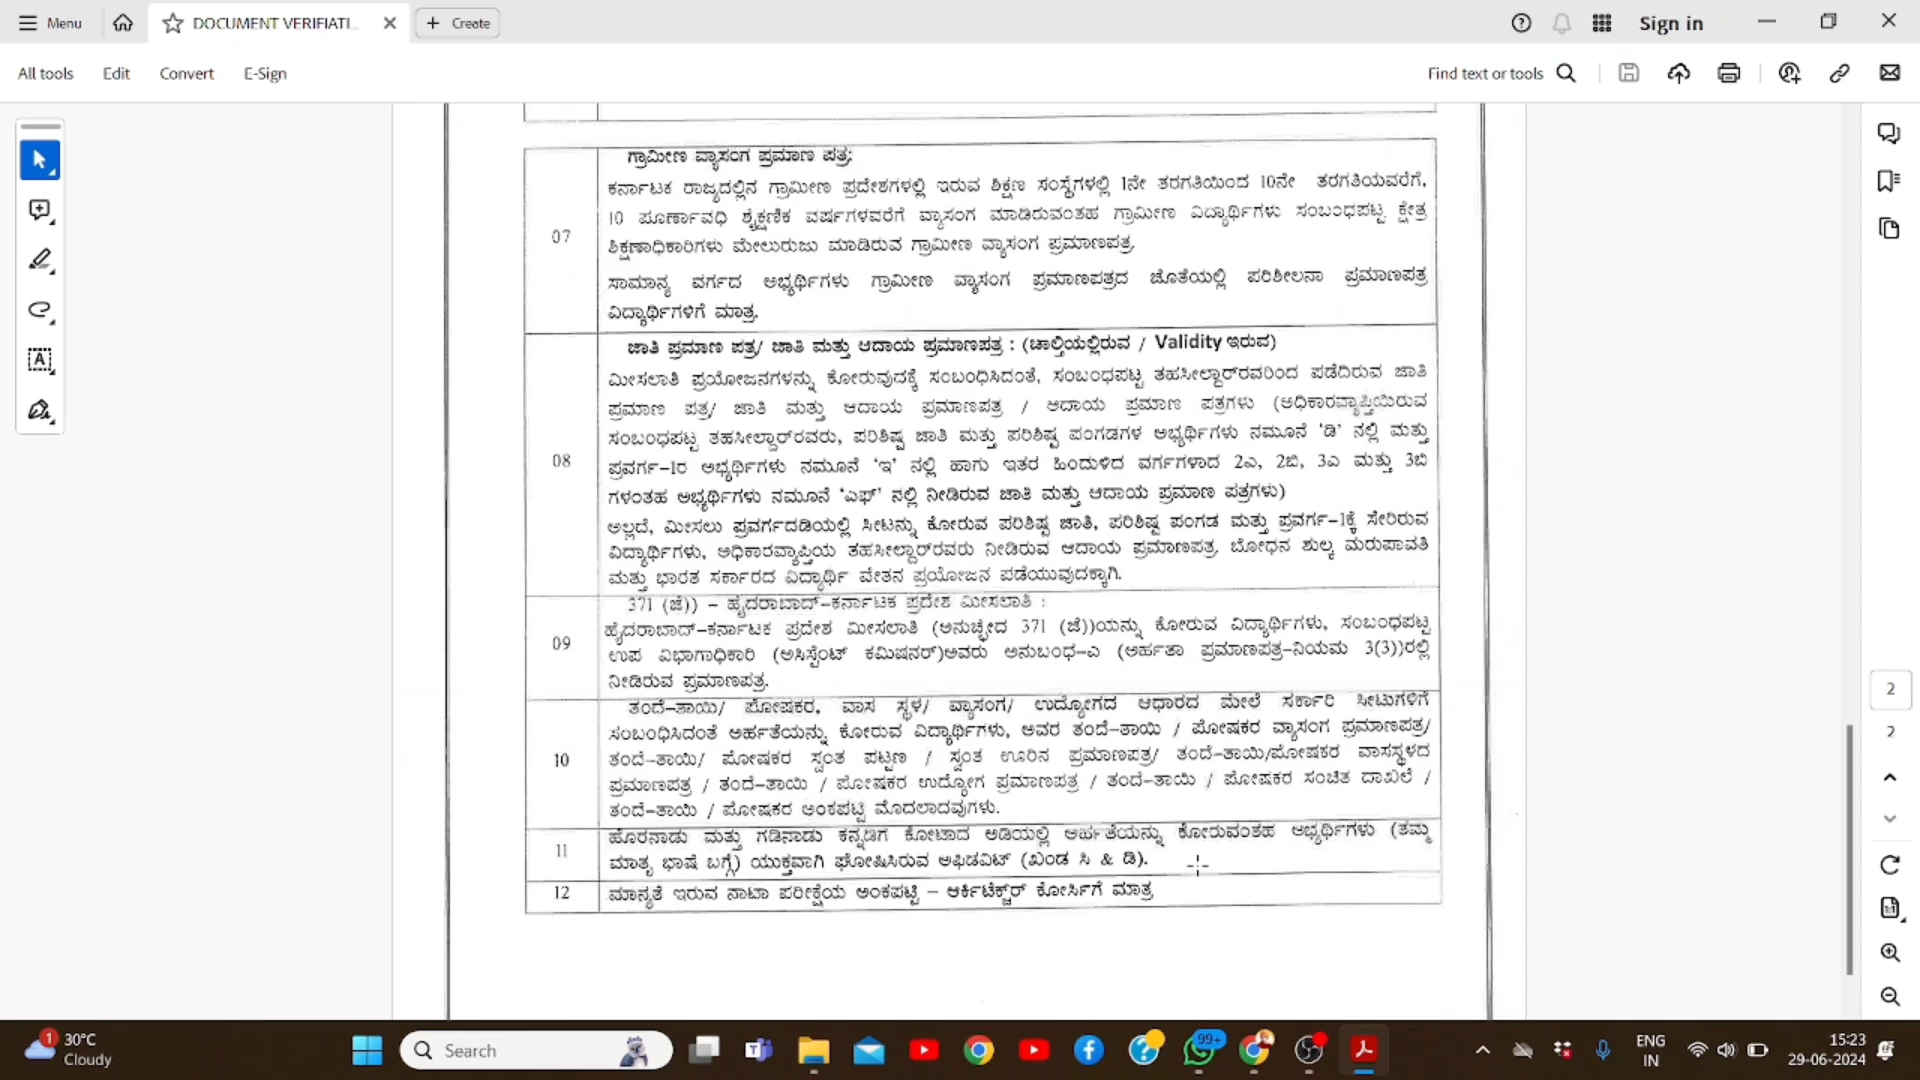 Menu
DOCUMENT VERIFIATI...
Create
Sign in
All tools
Edit
Convert
E-Sign
Find text or tools
07
ಗ್ರಾಮೀಣ ವ್ಯಾಸಂಗ ಪ್ರಮಾಣ ಪತ್ರ:
ಕರ್ನಾಟಕ ರಾಜ್ಯದಲ್ಲಿನ ಗ್ರಾಮೀಣ ಪ್ರದೇಶಗಳಲ್ಲಿ ಇರುವ ಶಿಕ್ಷಣ ಸಂಸ್ಥೆಗಳಲ್ಲಿ 1ನೇ ತರಗತಿಯಿಂದ 10ನೇ ತರಗತಿಯವರೆಗೆ,
10 ಪೂರ್ಣಾವಧಿ ಶೈಕ್ಷಣಿಕ ವರ್ಷಗಳವರೆಗೆ ವ್ಯಾಸಂಗ ಮಾಡಿರುವಂತಹ ಗ್ರಾಮೀಣ ವಿದ್ಯಾರ್ಥಿಗಳು ಸಂಬಂಧಪಟ್ಟ ಕ್ಷೇತ್ರ
ಶಿಕ್ಷಣಾಧಿಕಾರಿಗಳು ಮೇಲುರುಜು ಮಾಡಿರುವ ಗ್ರಾಮೀಣ ವ್ಯಾಸಂಗ ಪ್ರಮಾಣಪತ್ರ.
ಸಾಮಾನ್ಯ ವರ್ಗದ ಅಭ್ಯರ್ಥಿಗಳು ಗ್ರಾಮೀಣ ವ್ಯಾಸಂಗ ಪ್ರಮಾಣಪತ್ರದ ಜೊತೆಯಲ್ಲಿ ಪರಿಶೀಲನಾ ಪ್ರಮಾಣಪತ್ರ
ವಿದ್ಯಾರ್ಥಿಗಳಿಗೆ ಮಾತ್ರ.
08
ಜಾತಿ ಪ್ರಮಾಣ ಪತ್ರ/ ಜಾತಿ ಮತ್ತು ಆದಾಯ ಪ್ರಮಾಣಪತ್ರ : (ಚಾಲ್ತಿಯಲ್ಲಿರುವ / Validity ಇರುವ)
ಮೀಸಲಾತಿ ಪ್ರಯೋಜನಗಳನ್ನು ಕೋರುವುದಕ್ಕೆ ಸಂಬಂಧಿಸಿದಂತೆ, ಸಂಬಂಧಪಟ್ಟ ತಹಸೀಲ್ದಾರ್‌ರವರಿಂದ ಪಡೆದಿರುವ ಜಾತಿ
ಪ್ರಮಾಣ ಪತ್ರ/ ಜಾತಿ ಮತ್ತು ಆದಾಯ ಪ್ರಮಾಣಪತ್ರ / ಆದಾಯ ಪ್ರಮಾಣ ಪತ್ರಗಳು (ಅಧಿಕಾರವ್ಯಾಪ್ತಿಯಿರುವ
ಸಂಬಂಧಪಟ್ಟ ತಹಸೀಲ್ದಾರ್‌ರವರು, ಪರಿಶಿಷ್ಟ ಜಾತಿ ಮತ್ತು ಪರಿಶಿಷ್ಟ ಪಂಗಡಗಳ ಅಭ್ಯರ್ಥಿಗಳು ನಮೂನೆ 'ಡಿ' ನಲ್ಲಿ ಮತ್ತು
ಪ್ರವರ್ಗ-1ರ ಅಭ್ಯರ್ಥಿಗಳು ನಮೂನೆ 'ಇ' ನಲ್ಲಿ ಹಾಗು ಇತರ ಹಿಂದುಳಿದ ವರ್ಗಗಳಾದ 2ಎ, 2ಬಿ, 3ಎ ಮತ್ತು 3ಬಿ
ಗಳಂತಹ ಅಭ್ಯರ್ಥಿಗಳು ನಮೂನೆ 'ಎಫ್' ನಲ್ಲಿ ನೀಡಿರುವ ಜಾತಿ ಮತ್ತು ಆದಾಯ ಪ್ರಮಾಣ ಪತ್ರಗಳು)
ಅಲ್ಲದೆ, ಮೀಸಲು ಪ್ರವರ್ಗದಡಿಯಲ್ಲಿ ಸೀಟನ್ನು ಕೋರುವ ಪರಿಶಿಷ್ಟ ಜಾತಿ, ಪರಿಶಿಷ್ಟ ಪಂಗಡ ಮತ್ತು ಪ್ರವರ್ಗ-1ಕ್ಕೆ ಸೇರಿರುವ
ವಿದ್ಯಾರ್ಥಿಗಳು, ಅಧಿಕಾರವ್ಯಾಪ್ತಿಯ ತಹಸೀಲ್ದಾರ್‌ರವರು ನೀಡಿರುವ ಆದಾಯ ಪ್ರಮಾಣಪತ್ರ. ಬೋಧನ ಶುಲ್ಕ ಮರುಪಾವತಿ
ಮತ್ತು ಭಾರತ ಸರ್ಕಾರದ ವಿದ್ಯಾರ್ಥಿ ವೇತನ ಪ್ರಯೋಜನ ಪಡೆಯುವುದಕ್ಕಾಗಿ.
09
371 (ಜೆ)) – ಹೈದರಾಬಾದ್-ಕರ್ನಾಟಕ ಪ್ರದೇಶ ಮೀಸಲಾತಿ :
ಹೈದರಾಬಾದ್-ಕರ್ನಾಟಕ ಪ್ರದೇಶ ಮೀಸಲಾತಿ (ಅನುಚ್ಛೇದ 371 (ಜೆ))ಯನ್ನು ಕೋರುವ ವಿದ್ಯಾರ್ಥಿಗಳು, ಸಂಬಂಧಪಟ್ಟ
ಉಪ ವಿಭಾಗಾಧಿಕಾರಿ (ಅಸಿಸ್ಟೆಂಟ್ ಕಮಿಷನರ್)ಅವರು ಅನುಬಂಧ-ಎ (ಅರ್ಹತಾ ಪ್ರಮಾಣಪತ್ರ-ನಿಯಮ 3(3))ರಲ್ಲಿ
ನೀಡಿರುವ ಪ್ರಮಾಣಪತ್ರ.
10
ತಂದೆ-ತಾಯಿ/ ಪೋಷಕರ, ವಾಸ ಸ್ಥಳ/ ವ್ಯಾಸಂಗ/ ಉದ್ಯೋಗದ ಆಧಾರದ ಮೇಲೆ ಸರ್ಕಾರಿ ಸೀಟುಗಳಿಗೆ
ಸಂಬಂಧಿಸಿದಂತೆ ಅರ್ಹತೆಯನ್ನು ಕೋರುವ ವಿದ್ಯಾರ್ಥಿಗಳು, ಅವರ ತಂದೆ-ತಾಯಿ / ಪೋಷಕರ ವ್ಯಾಸಂಗ ಪ್ರಮಾಣಪತ್ರ/
ತಂದೆ-ತಾಯಿ/ ಪೋಷಕರ ಸ್ವಂತ ಪಟ್ಟಣ / ಸ್ವಂತ ಊರಿನ ಪ್ರಮಾಣಪತ್ರ/ ತಂದೆ-ತಾಯಿ/ಪೋಷಕರ ವಾಸಸ್ಥಳದ
ಪ್ರಮಾಣಪತ್ರ / ತಂದೆ-ತಾಯಿ / ಪೋಷಕರ ಉದ್ಯೋಗ ಪ್ರಮಾಣಪತ್ರ / ತಂದೆ-ತಾಯಿ / ಪೋಷಕರ ಸಂಚಿತ ದಾಖಲೆ /
ತಂದೆ-ತಾಯಿ / ಪೋಷಕರ ಅಂಕಪಟ್ಟಿ ಮೊದಲಾದವುಗಳು.
11
ಹೊರನಾಡು ಮತ್ತು ಗಡಿನಾಡು ಕನ್ನಡಿಗ ಕೋಟಾದ ಅಡಿಯಲ್ಲಿ ಅರ್ಹತೆಯನ್ನು ಕೋರುವಂತಹ ಅಭ್ಯರ್ಥಿಗಳು (ತಮ್ಮ
ಮಾತೃ ಭಾಷೆ ಬಗ್ಗೆ) ಯುಕ್ತವಾಗಿ ಘೋಷಿಸಿರುವ ಅಫಿಡವಿಟ್ (ಖಂಡ ಸಿ & ಡಿ).
12
ಮಾನ್ಯತೆ ಇರುವ ನಾಟಾ ಪರೀಕ್ಷೆಯ ಅಂಕಪಟ್ಟಿ – ಆರ್ಕಿಟೆಕ್ಚರ್ ಕೋರ್ಸಿಗೆ ಮಾತ್ರ
2
2
1
30°C
Cloudy
Search
99+
ENG
IN
15:23
29-06-2024